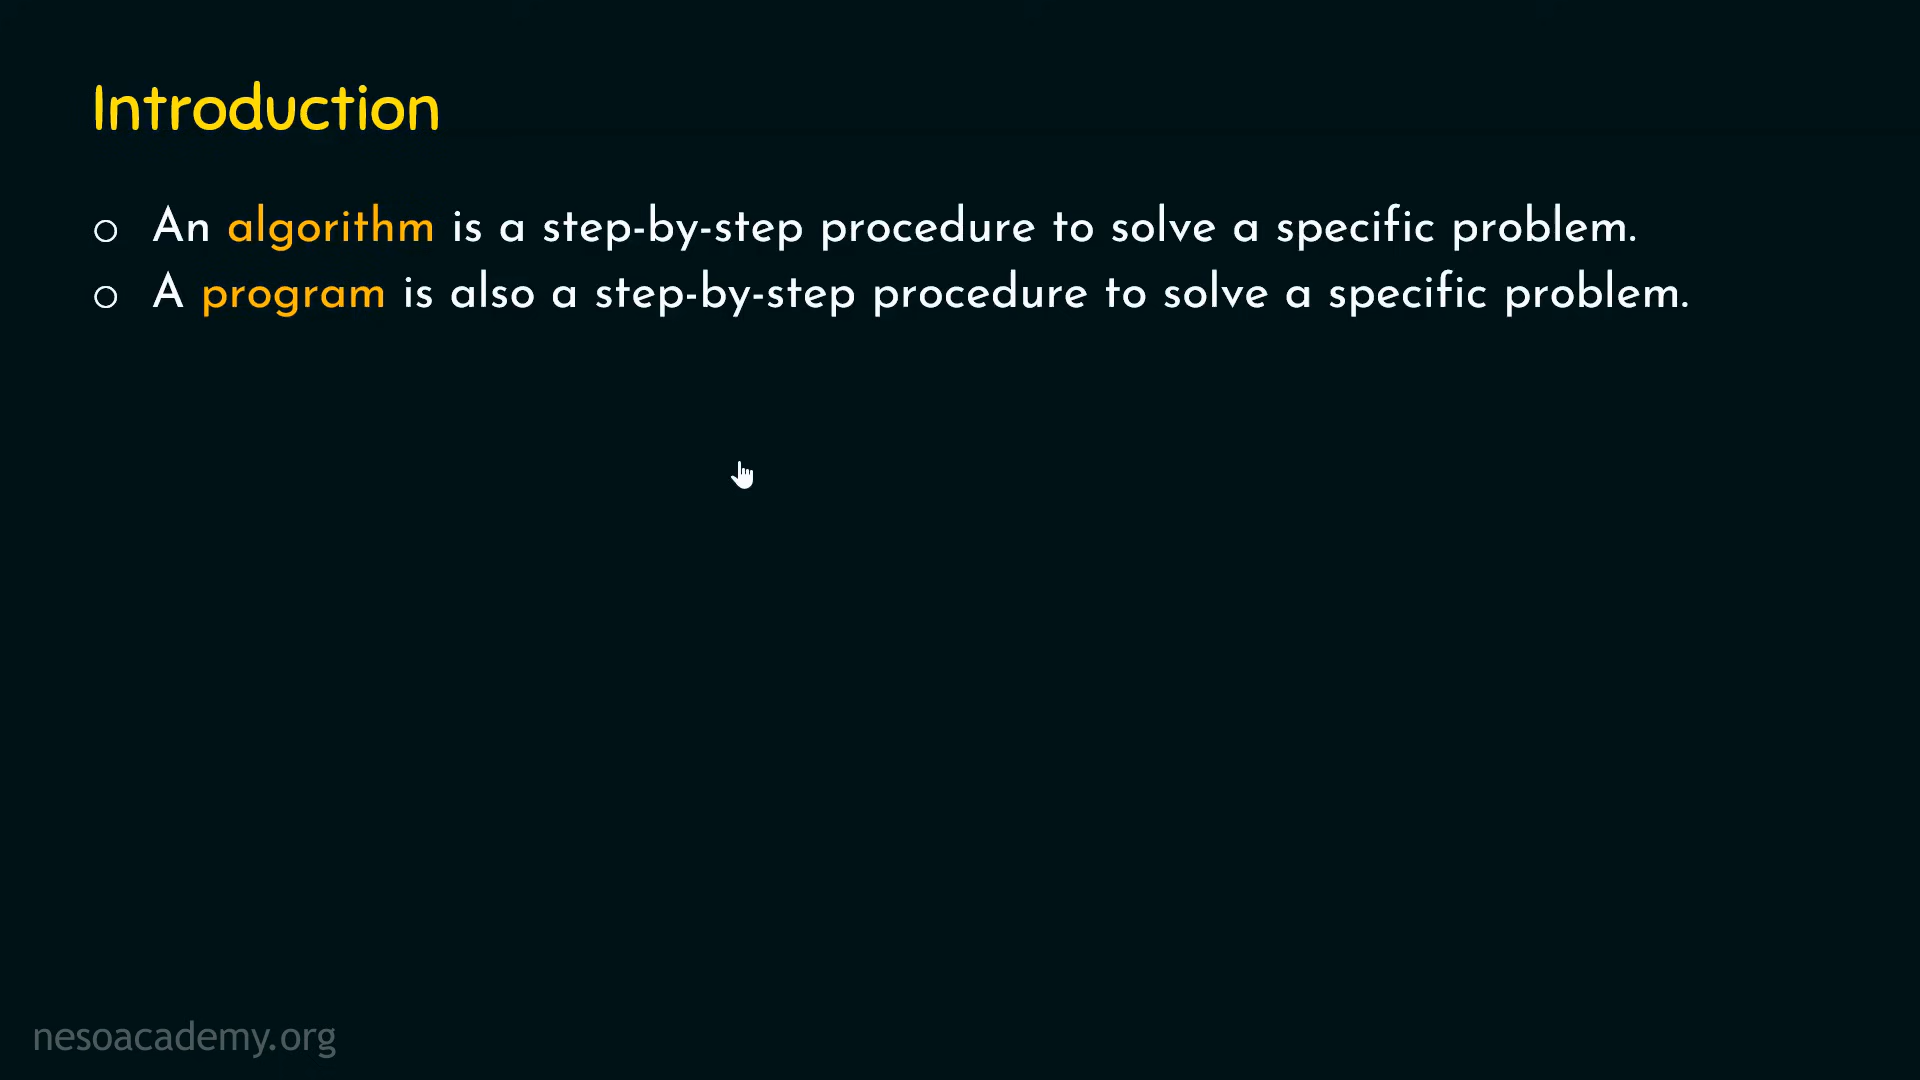 Introduction
o An algorithm is a step-by-step procedure to solve a specific problem.
o A program is also a step-by-step procedure to solve a specific problem.
nesoacademy.org